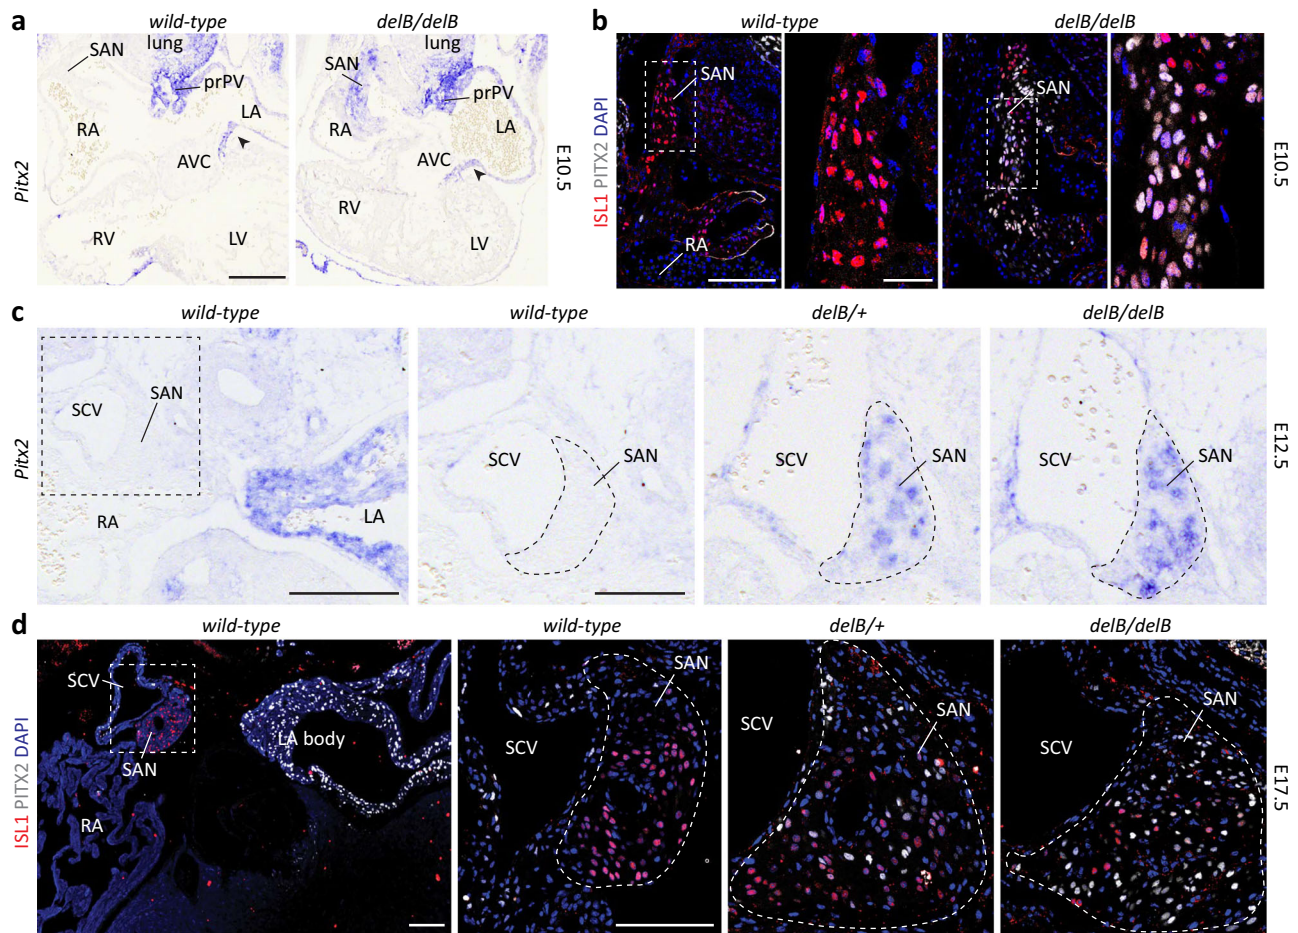 a
wild-type
delB/delB
Pitx2
SAN
lung
prPV
LA
RA
AVC
RV
LV
lung
SAN
prPV
RA
LA
AVC
RV
LV
E10.5
b
wild-type
delB/delB
ISL1 PITX2 DAPI
SAN
RA
SAN
E10.5
c
wild-type
wild-type
delB/+
delB/delB
Pitx2
SCV
SAN
RA
LA
SCV
SAN
SCV
SAN
SCV
SAN
E12.5
d
wild-type
wild-type
delB/+
delB/delB
ISL1 PITX2 DAPI
SCV
SAN
RA
LA body
SAN
SCV
SAN
SCV
SAN
SCV
E17.5